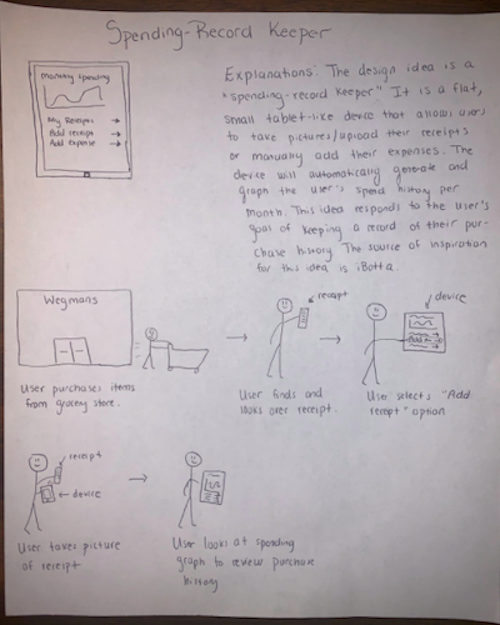 Spending-Record Keeper
Monthly Spending
My Receipts →
Add receipt →
Add Expense →
Explanation: The design idea is a
"spending-record keeper." It is a flat,
small tablet-like device that allows users
to take pictures/upload their receipts
or manually add their expenses. The
device will automatically generate and
graph the user's spend history per
month. This idea responds to the user's
goal of keeping a record of their pur-
chase history. The source of inspiration
for this idea is iBotta.
Wegmans
receipt
device
User purchases items
from grocery store.
User finds and
looks over receipt.
User selects "Add
receipt" option
receipt
device
User takes picture
of receipt
User looks at spending
graph to review purchase
history